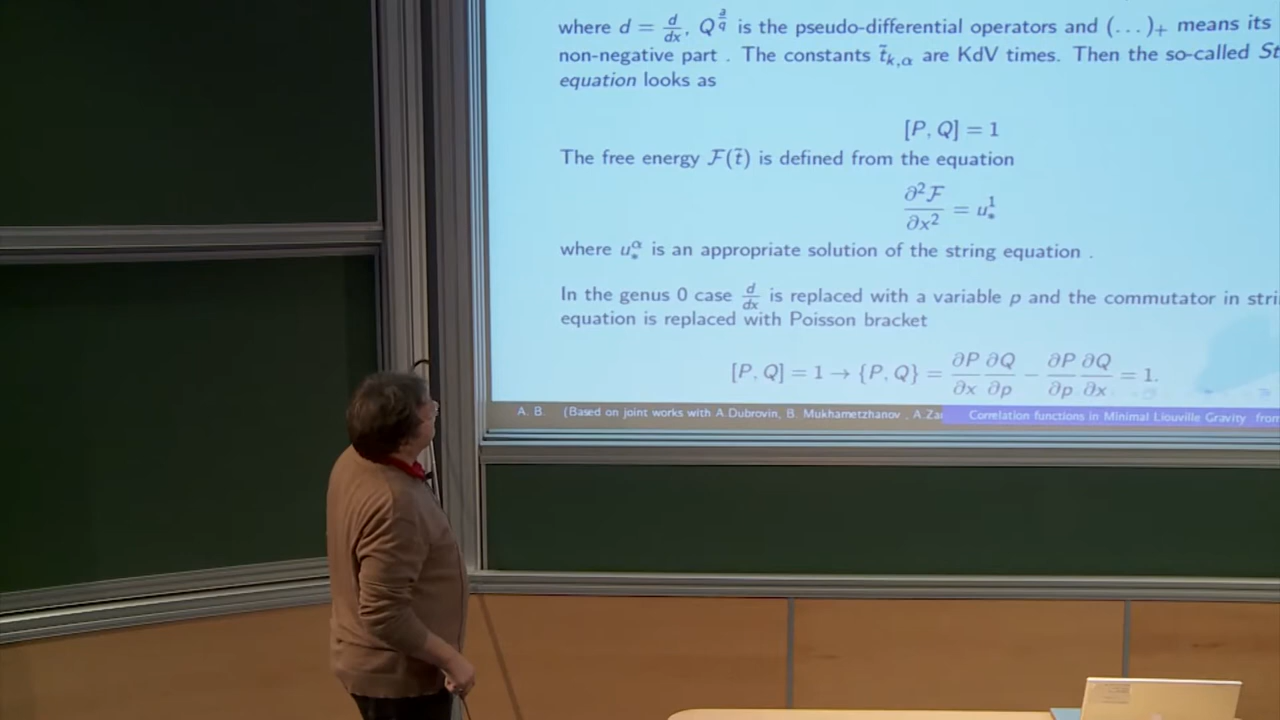 where d = d/dx, Q^{a/q} is the pseudo-differential operators and (...)₊ means its
non-negative part . The constants t̃_{k,α} are KdV times. Then the so-called St
equation looks as
[P, Q] = 1
The free energy 𝓕(t̃) is defined from the equation
∂²𝓕/∂x² = u¹_*
where u^α_* is an appropriate solution of the string equation .
In the genus 0 case d/dx is replaced with a variable p and the commutator in stri
equation is replaced with Poisson bracket
[P, Q] = 1 → {P, Q} = ∂P/∂x ∂Q/∂p − ∂P/∂p ∂Q/∂x = 1.
A. B. (Based on joint works with A.Dubrovin, B. Mukhametzhanov , A.Za Correlation functions in Minimal Liouville Gravity from